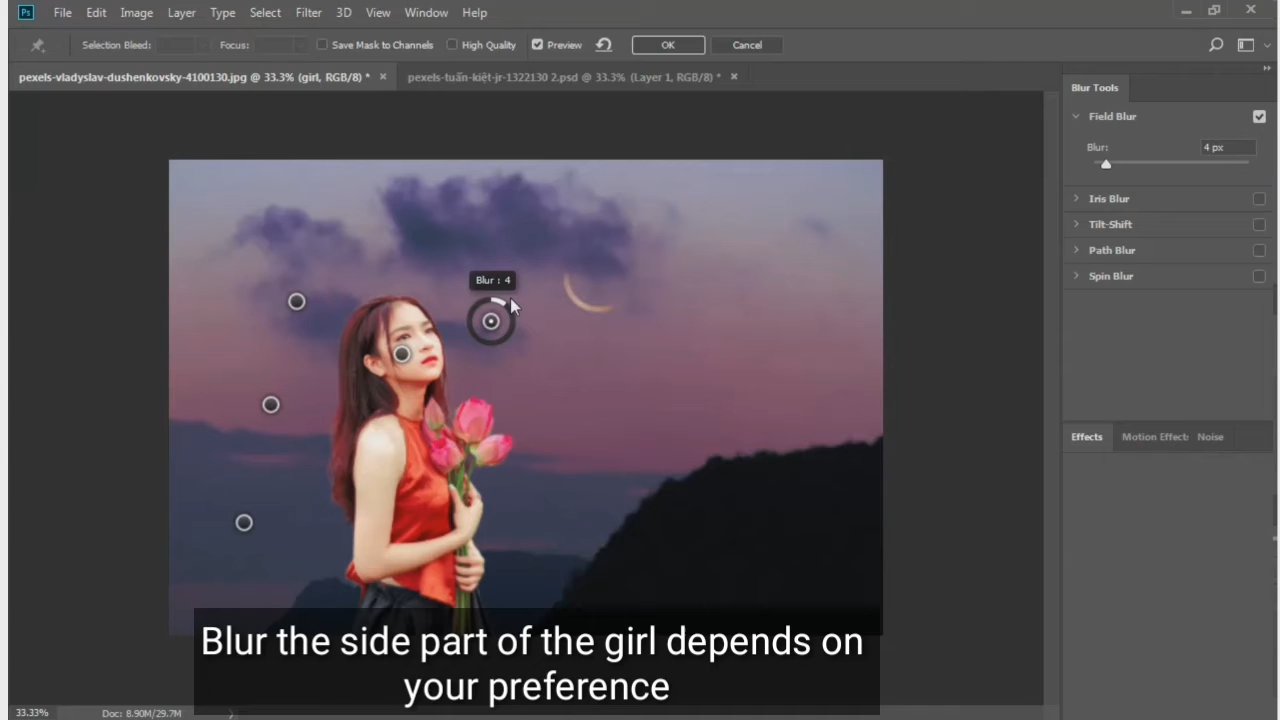 Ps File Edit Image Layer Type Select Filter 3D View Window Help
Selection Bleed: Focus: Save Mask to Channels High Quality Preview OK Cancel
pexels-vladyslav-dushenkovsky-4100130.jpg @ 33.3% (girl, RGB/8) * × pexels-tuấn-kiệt-jr-1322130 2.psd @ 33.3% (Layer 1, RGB/8) * ×
Blur Tools
Field Blur
Blur: 4 px
Iris Blur
Tilt-Shift
Path Blur
Spin Blur
Blur : 4
Effects Motion Effect: Noise
Blur the side part of the girl depends on
your preference
33.33% Doc: 8.90M/29.7M